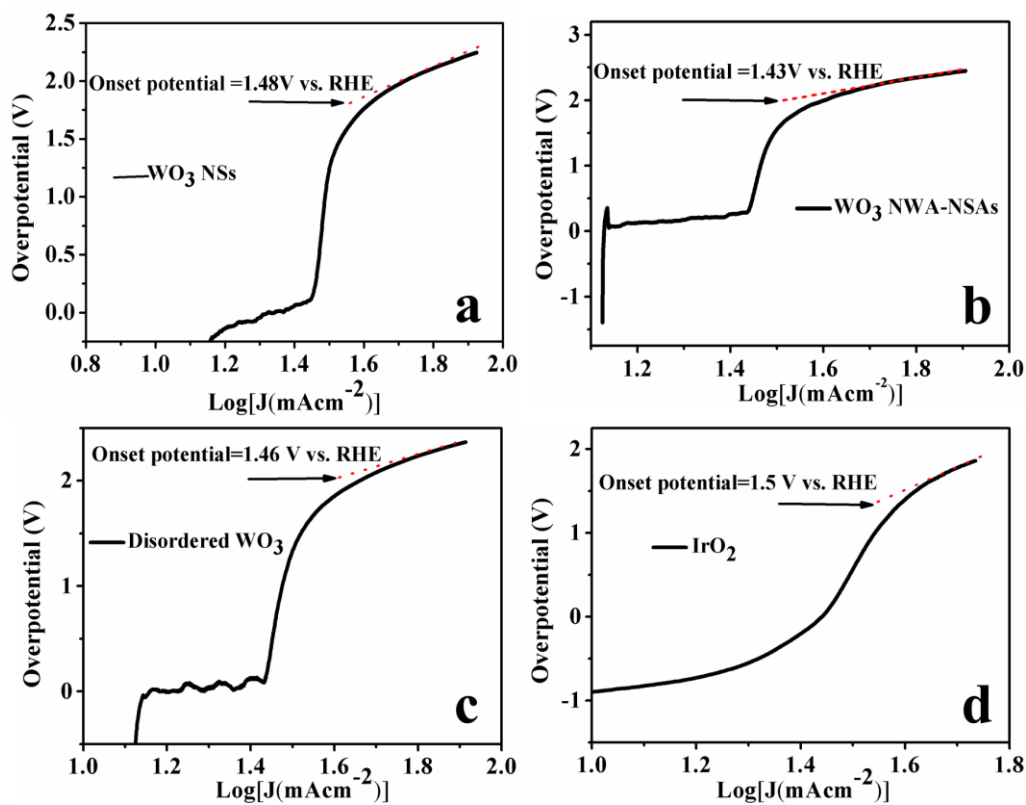 2.5
2.0
1.5
1.0
0.5
0.0
Overpotential (V)
Onset potential =1.48V vs. RHE
WO3 NSs
a
0.8 1.0 1.2 1.4 1.6 1.8 2.0
Log[J(mAcm-2)]
3
2
1
0
-1
Overpotential (V)
Onset potential =1.43V vs. RHE
WO3 NWA-NSAs
b
1.2 1.4 1.6 1.8 2.0
Log[J(mAcm-2)]
2
1
0
Overpotential (V)
Onset potential=1.46 V vs. RHE
Disordered WO3
c
1.0 1.2 1.4 1.6 1.8 2.0
Log[J(mAcm-2)]
2
1
0
-1
Overpotential (V)
Onset potential=1.5 V vs. RHE
IrO2
d
1.0 1.2 1.4 1.6 1.8
Log[J(mAcm-2)]